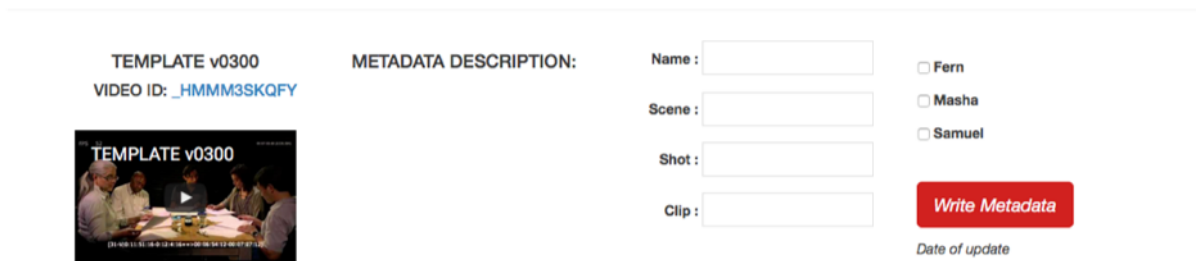 TEMPLATE v0300
VIDEO ID: _HMMM3SKQFY
TEMPLATE v0300
METADATA DESCRIPTION:
Name :
Scene :
Shot :
Clip :
Fern
Masha
Samuel
Write Metadata
Date of update